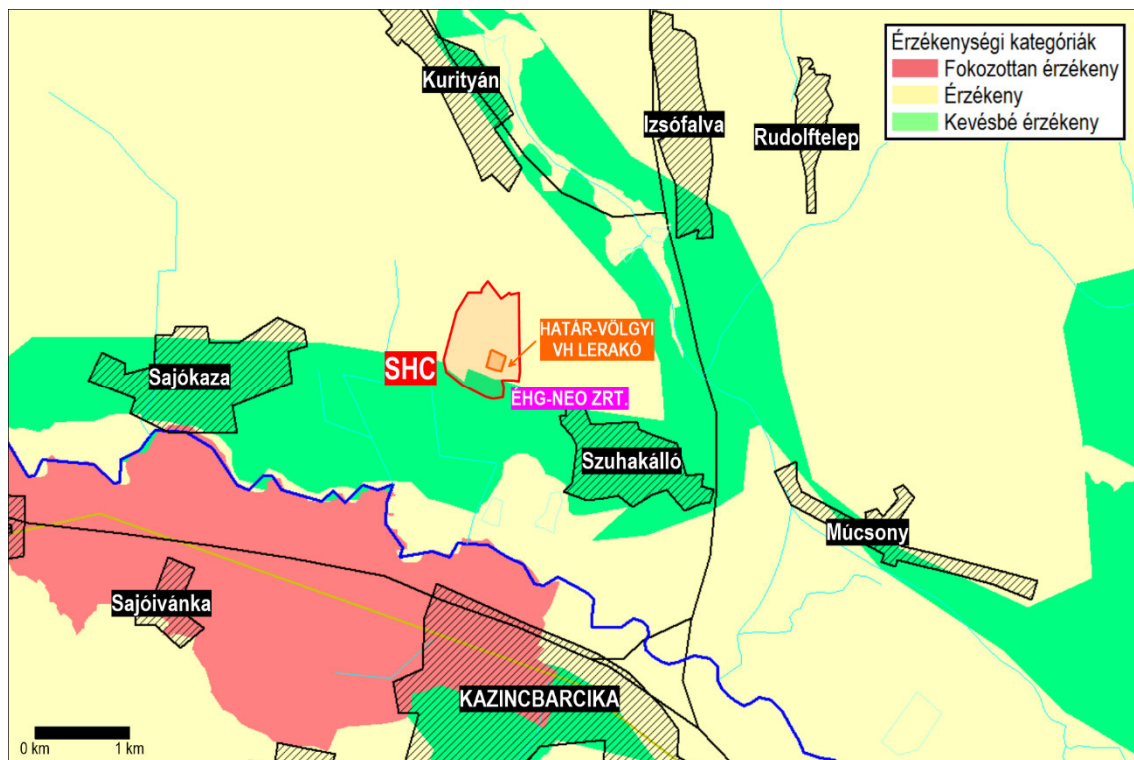 Érzékenységi kategóriák
Fokozottan érzékeny
Érzékeny
Kevésbé érzékeny
Kurityán
Izsófalva
Rudolftelep
HATÁR-VÖLGYI
VH LERAKÓ
SHC
Sajókaza
ÉHG-NEO ZRT.
Szuhakálló
Múcsony
a
Sajóivánka
KAZINCBARCIKA
0 km 1 km